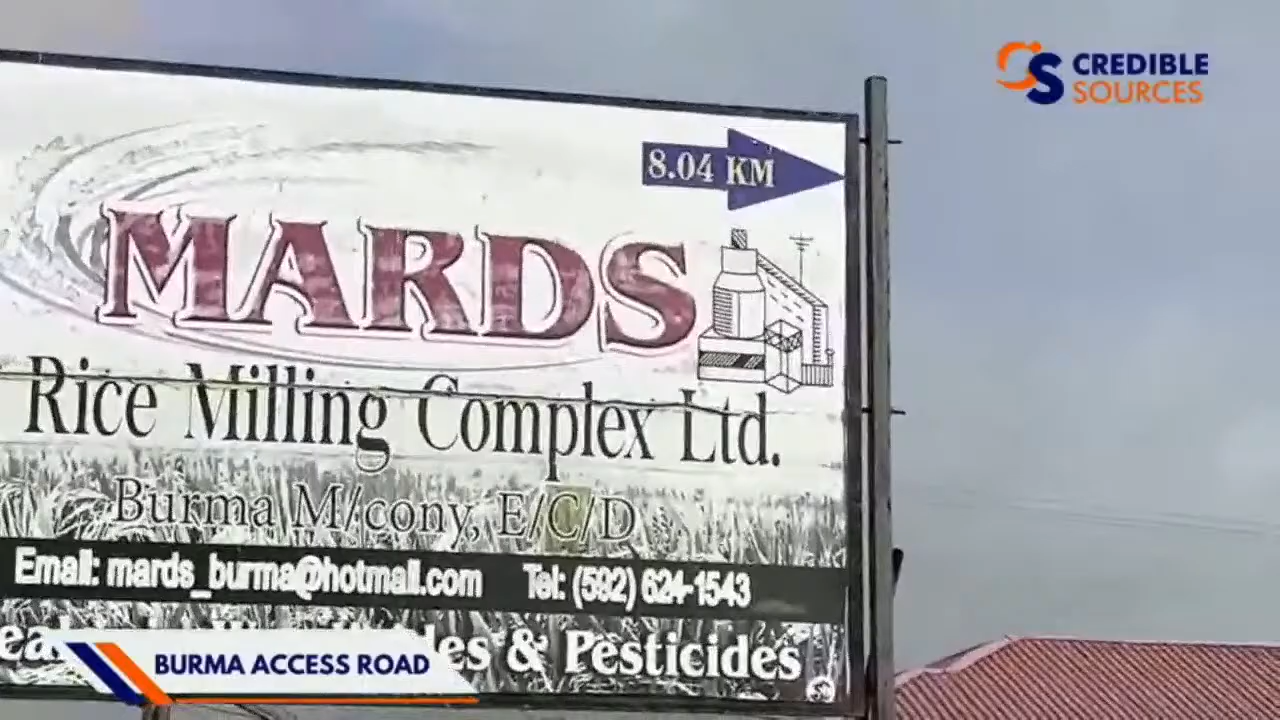 CREDIBLE
SOURCES
8.04 KM
MARDS
Rice Milling Complex Ltd.
Burma M/cony, E/C/D
Email: mards_burma@hotmail.com Tel: (592) 624-1543
& Pesticides
BURMA ACCESS ROAD